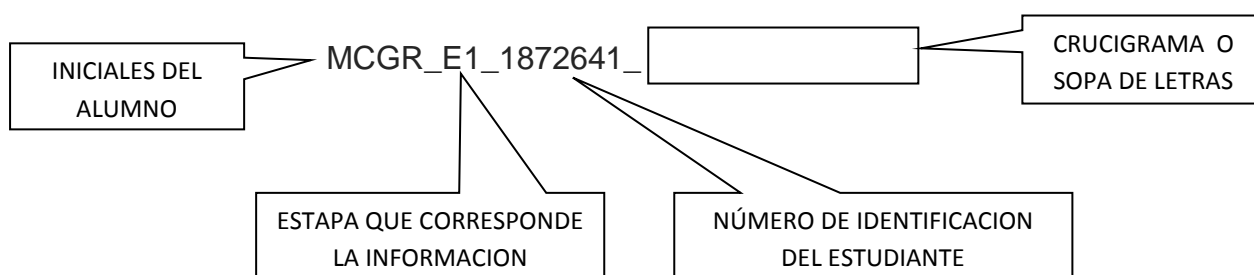 INICIALES DEL
ALUMNO
MCGR_E1_1872641_
CRUCIGRAMA O
SOPA DE LETRAS
ESTAPA QUE CORRESPONDE
LA INFORMACION
NÚMERO DE IDENTIFICACION
DEL ESTUDIANTE